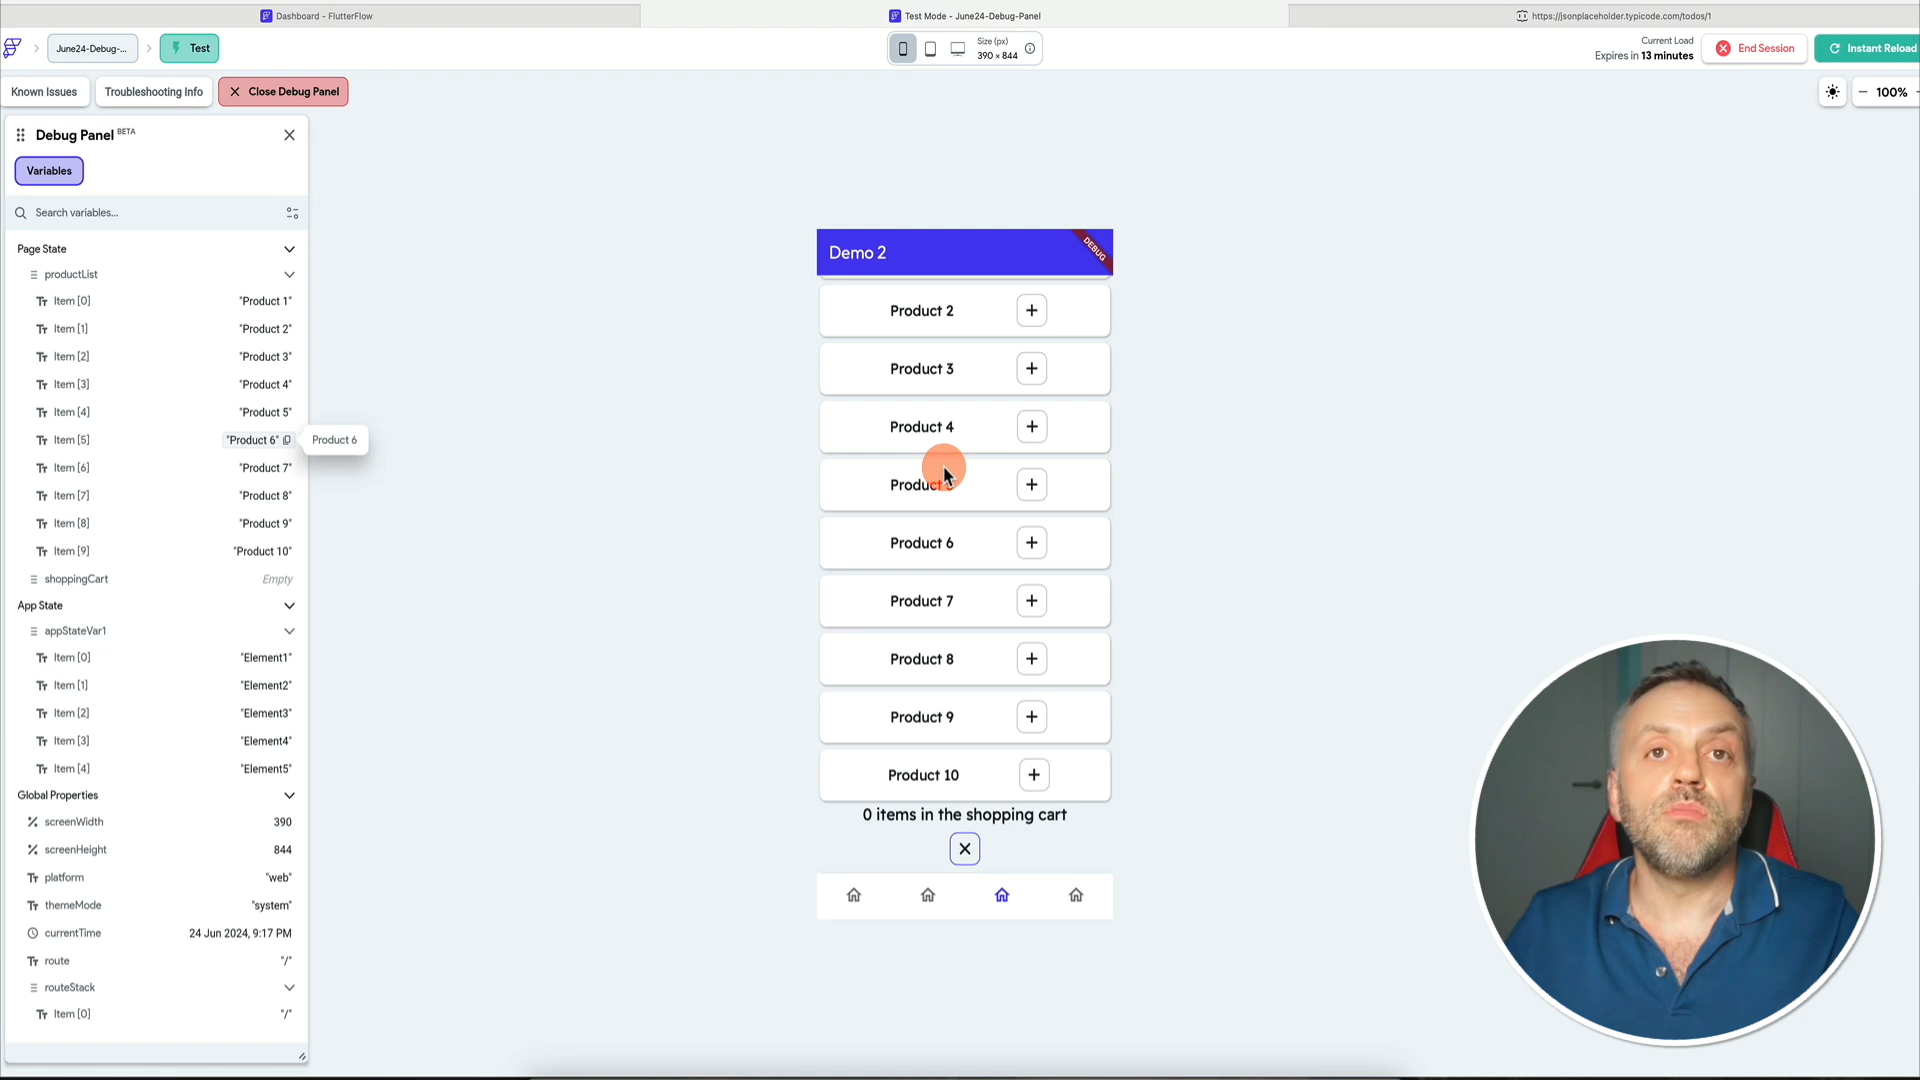 Dashboard - FlutterFlow
Test Mode - June24-Debug-Panel
https://jsonplaceholder.typicode.com/todos/1
June24-Debug-...
Test
Size (px)
390 × 844
Current Load
Expires in 13 minutes
End Session
Instant Reload
Known Issues
Troubleshooting Info
Close Debug Panel
100%
Debug Panel BETA
Variables
Search variables...
Page State
productList
Item [0] "Product 1"
Item [1] "Product 2"
Item [2] "Product 3"
Item [3] "Product 4"
Item [4] "Product 5"
Item [5] "Product 6"
Product 6
Item [6] "Product 7"
Item [7] "Product 8"
Item [8] "Product 9"
Item [9] "Product 10"
shoppingCart Empty
App State
appStateVar1
Item [0] "Element1"
Item [1] "Element2"
Item [2] "Element3"
Item [3] "Element4"
Item [4] "Element5"
Global Properties
screenWidth 390
screenHeight 844
platform "web"
themeMode "system"
currentTime 24 Jun 2024, 9:17 PM
route "/"
routeStack
Item [0] "/"
Demo 2
DEBUG
Product 2
Product 3
Product 4
Product
Product 6
Product 7
Product 8
Product 9
Product 10
0 items in the shopping cart